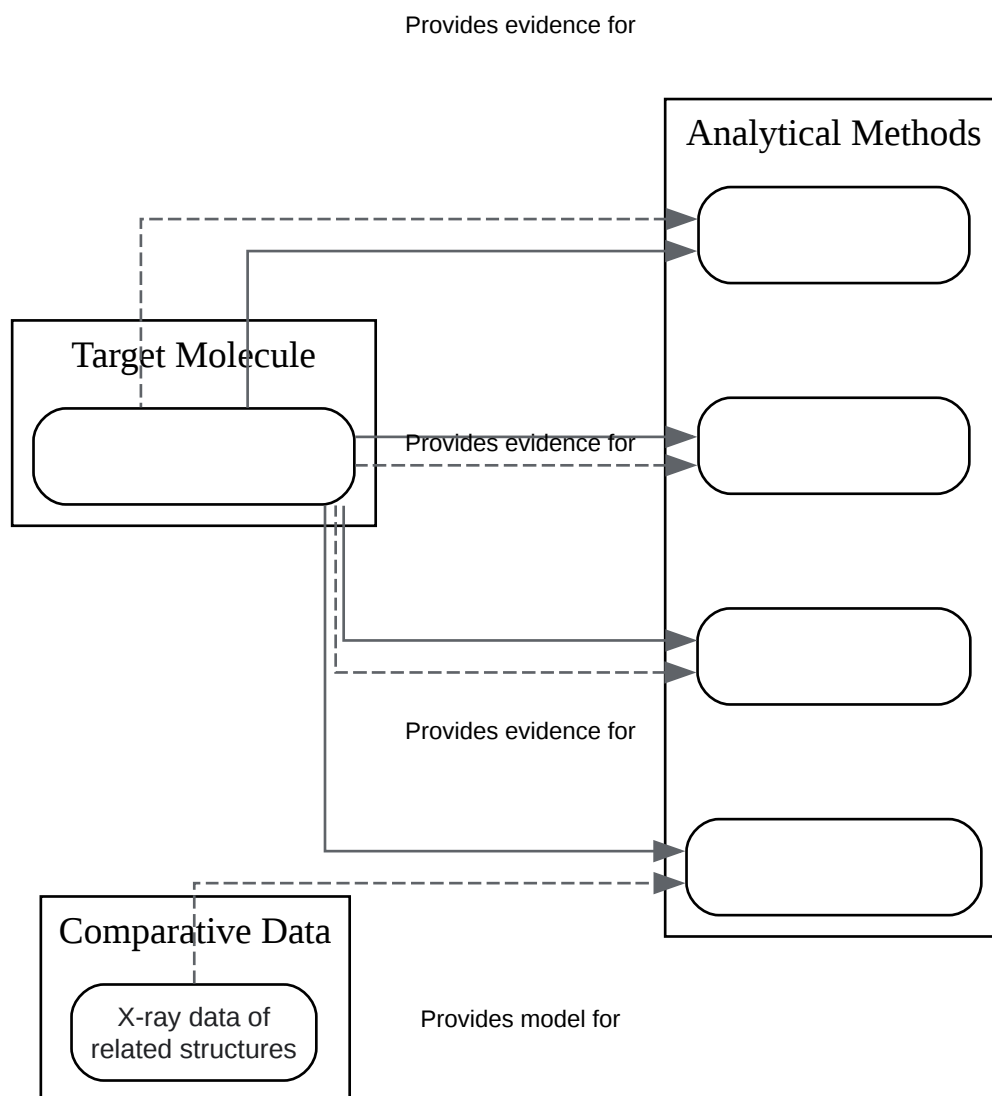 Provides evidence for
Analytical Methods
Target Molecule
Provides evidence for
Provides evidence for
Comparative Data
X-ray data of
related structures
Provides model for